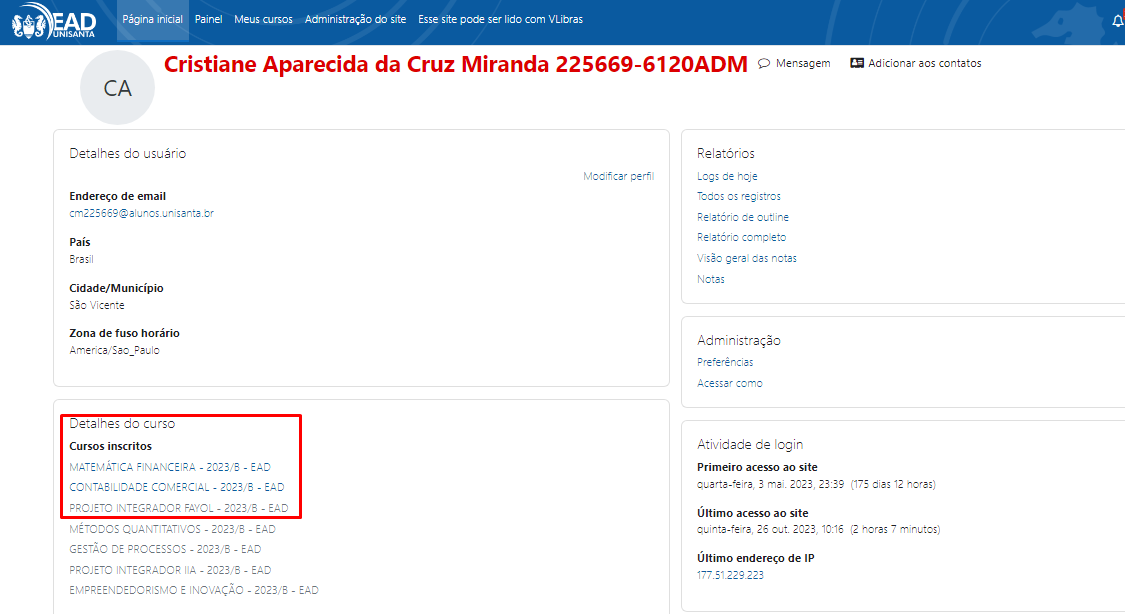 EAD
UNISANTA
Página inicial Painel Meus cursos Administração do site Esse site pode ser lido com VLibras
CA
Cristiane Aparecida da Cruz Miranda 225669-6120ADM
Mensagem
Adicionar aos contatos
Detalhes do usuário
Modificar perfil
Endereço de email
cm225669@alunos.unisanta.br
País
Brasil
Cidade/Município
São Vicente
Zona de fuso horário
America/Sao_Paulo
Detalhes do curso
Cursos inscritos
MATEMÁTICA FINANCEIRA - 2023/B - EAD
CONTABILIDADE COMERCIAL - 2023/B - EAD
PROJETO INTEGRADOR FAYOL - 2023/B - EAD
MÉTODOS QUANTITATIVOS - 2023/B - EAD
GESTÃO DE PROCESSOS - 2023/B - EAD
PROJETO INTEGRADOR IIA - 2023/B - EAD
EMPREENDEDORISMO E INOVAÇÃO - 2023/B - EAD
Relatórios
Logs de hoje
Todos os registros
Relatório de outline
Relatório completo
Visão geral das notas
Notas
Administração
Preferências
Acessar como
Atividade de login
Primeiro acesso ao site
quarta-feira, 3 mai. 2023, 23:39 (175 dias 12 horas)
Último acesso ao site
quinta-feira, 26 out. 2023, 10:16 (2 horas 7 minutos)
Último endereço de IP
177.51.229.223